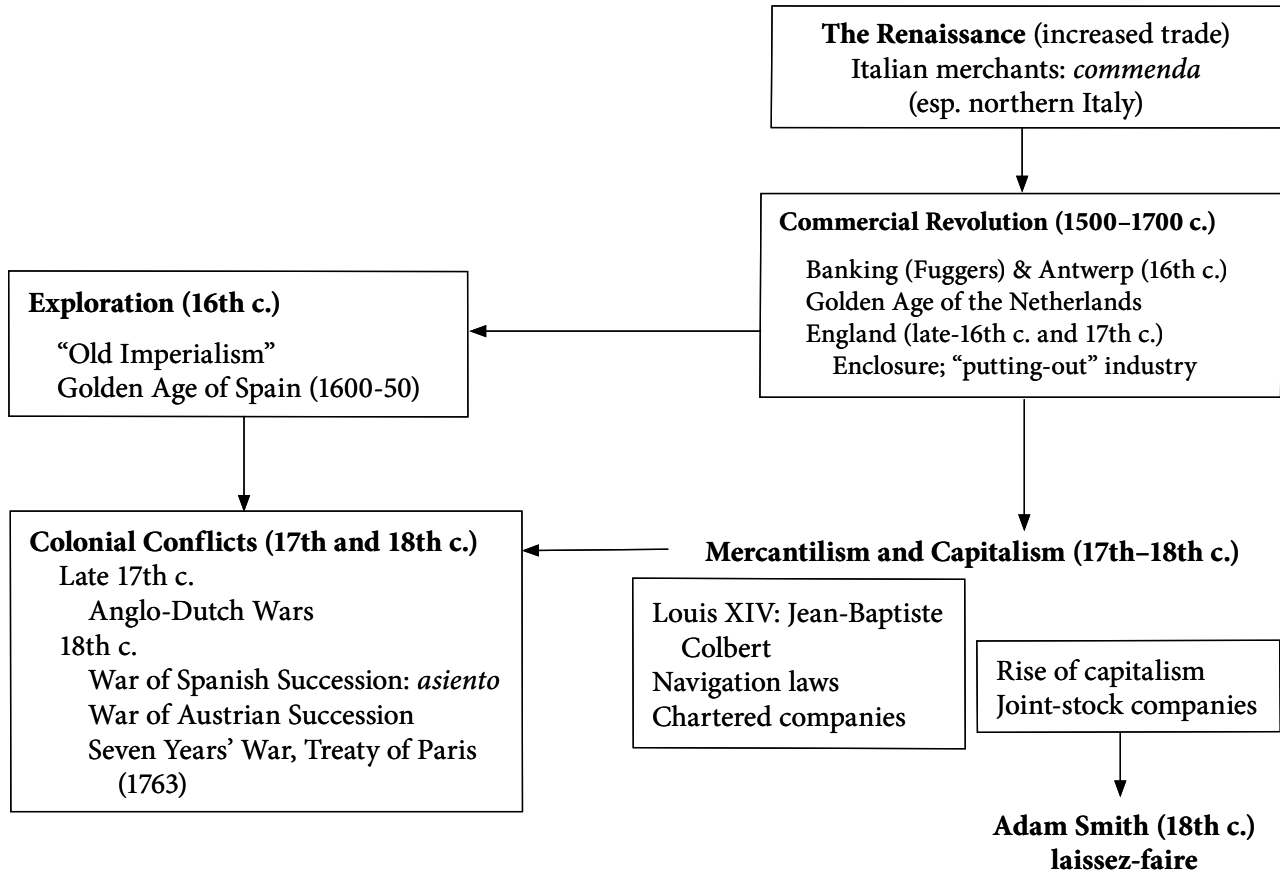 The Renaissance (increased trade)
Italian merchants: commenda
(esp. northern Italy)
Commercial Revolution (1500–1700 c.)
Banking (Fuggers) & Antwerp (16th c.)
Golden Age of the Netherlands
England (late-16th c. and 17th c.)
Enclosure; “putting-out” industry
Exploration (16th c.)
“Old Imperialism”
Golden Age of Spain (1600-50)
Colonial Conflicts (17th and 18th c.)
Late 17th c.
Anglo-Dutch Wars
18th c.
War of Spanish Succession: asiento
War of Austrian Succession
Seven Years’ War, Treaty of Paris
(1763)
Mercantilism and Capitalism (17th–18th c.)
Louis XIV: Jean-Baptiste
Colbert
Navigation laws
Chartered companies
Rise of capitalism
Joint-stock companies
Adam Smith (18th c.)
laissez-faire